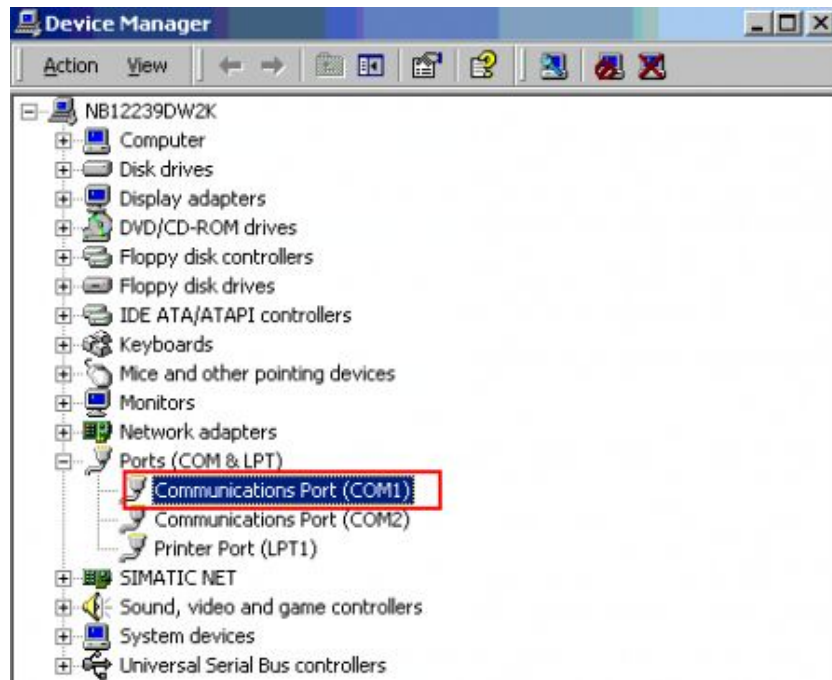 Device Manager
Action View
NB12239DW2K
Computer
Disk drives
Display adapters
DVD/CD-ROM drives
Floppy disk controllers
Floppy disk drives
IDE ATA/ATAPI controllers
Keyboards
Mice and other pointing devices
Monitors
Network adapters
Ports (COM & LPT)
Communications Port (COM1)
Communications Port (COM2)
Printer Port (LPT1)
SIMATIC NET
Sound, video and game controllers
System devices
Universal Serial Bus controllers